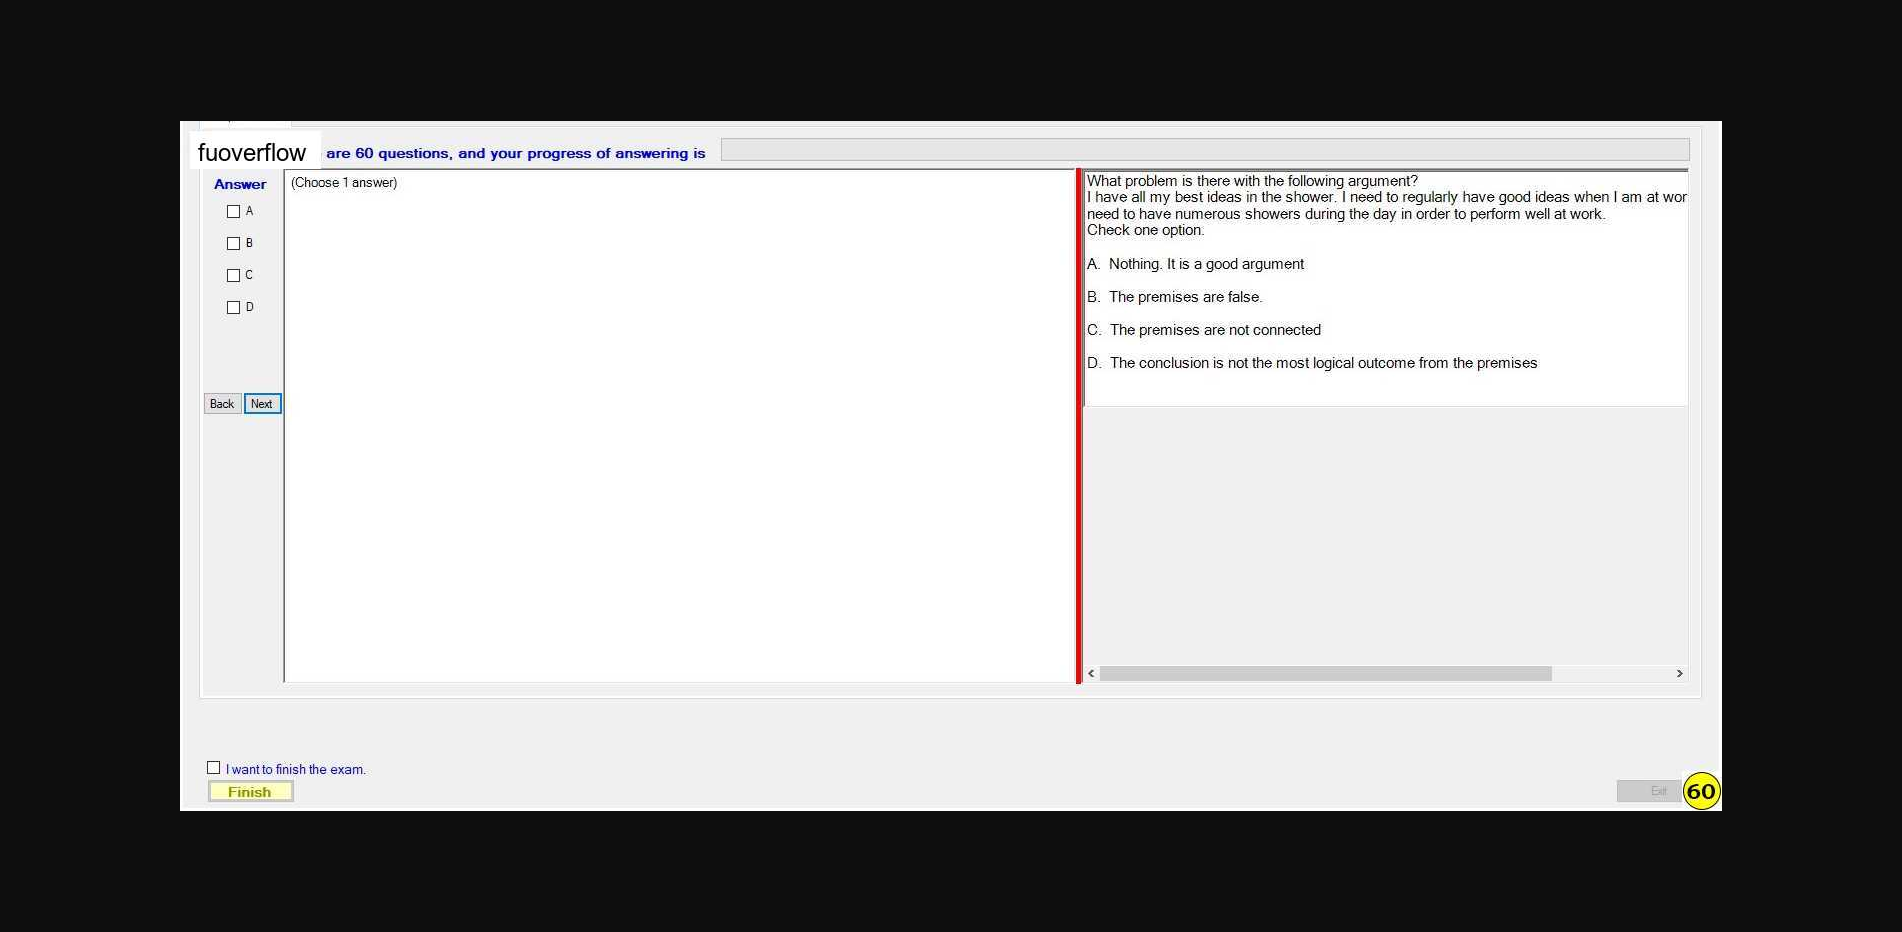 fuoverflow are 60 questions, and your progress of answering is
Answer
(Choose 1 answer)
A
B
C
D
Back Next
What problem is there with the following argument?
I have all my best ideas in the shower. I need to regularly have good ideas when I am at wor
need to have numerous showers during the day in order to perform well at work.
Check one option.
A. Nothing. It is a good argument
B. The premises are false.
C. The premises are not connected
D. The conclusion is not the most logical outcome from the premises
I want to finish the exam.
Finish
Exit
60